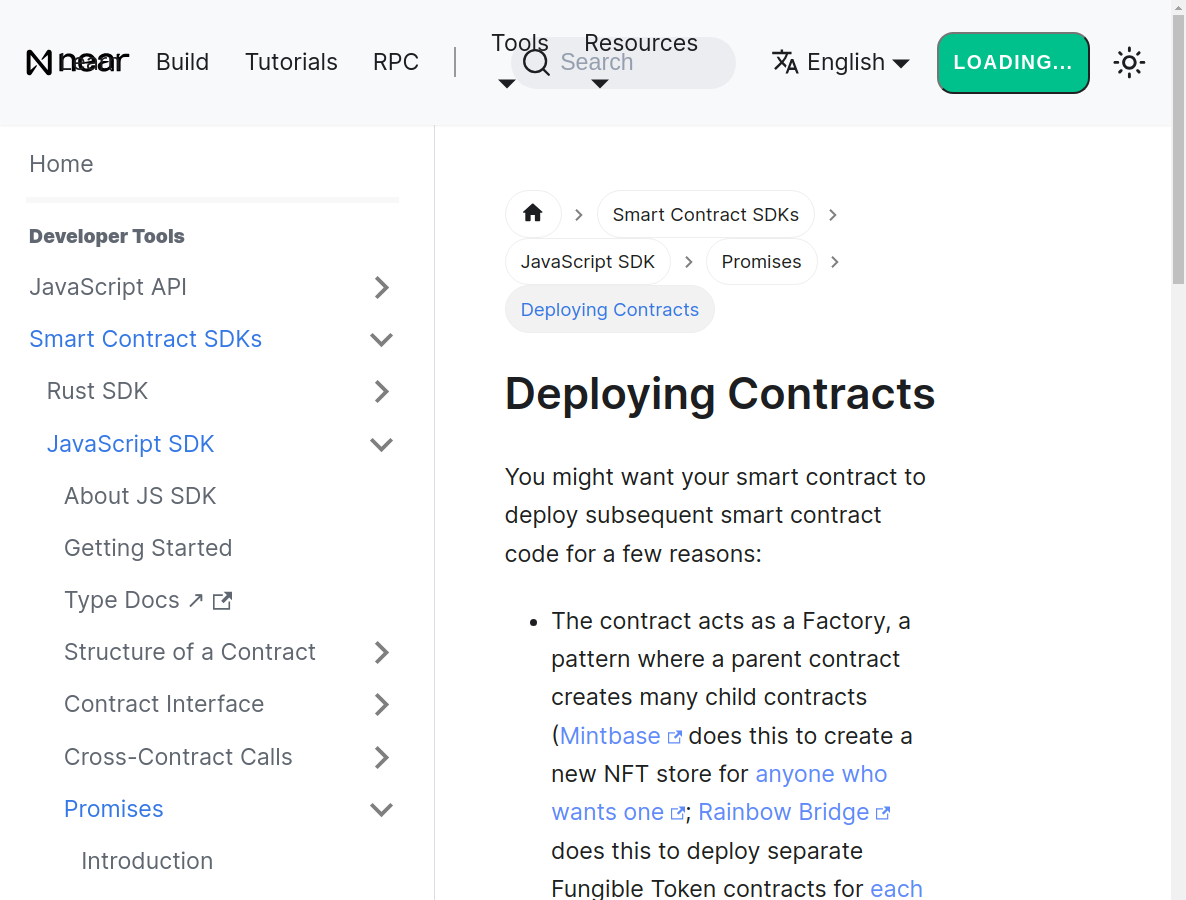 near
Learn
Build
Tutorials
RPC
Tools
Resources
Search
English
LOADING...
Home
Developer Tools
JavaScript API
Smart Contract SDKs
Rust SDK
JavaScript SDK
About JS SDK
Getting Started
Type Docs ↗
Structure of a Contract
Contract Interface
Cross-Contract Calls
Promises
Introduction
Smart Contract SDKs
JavaScript SDK
Promises
Deploying Contracts
Deploying Contracts
You might want your smart contract to
deploy subsequent smart contract
code for a few reasons:
The contract acts as a Factory, a
pattern where a parent contract
creates many child contracts
(Mintbase does this to create a
new NFT store for anyone who
wants one; Rainbow Bridge
does this to deploy separate
Fungible Token contracts for each